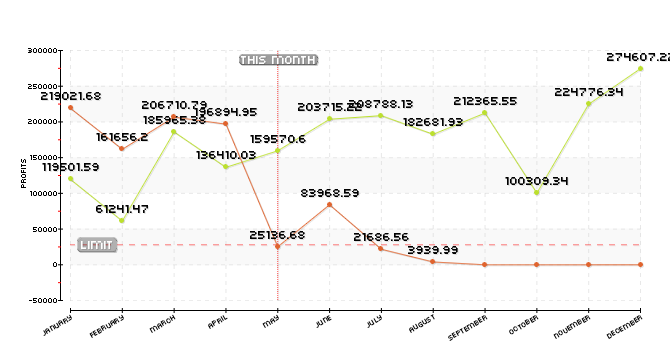 300000
THIS MONTH
274607.22
250000
219021.68
206710.79
196894.95
203715.22
208788.13
212365.55
224776.34
200000
185965.38
182681.93
161656.2
159570.6
150000
136410.03
119501.59
100309.34
100000
83968.59
61241.47
50000
LIMIT
25136.68
21686.56
3939.99
0
-50000
PROFITS
JANUARY
FEBRUARY
MARCH
APRIL
MAY
JUNE
JULY
AUGUST
SEPTEMBER
OCTOBER
NOVEMBER
DECEMBER